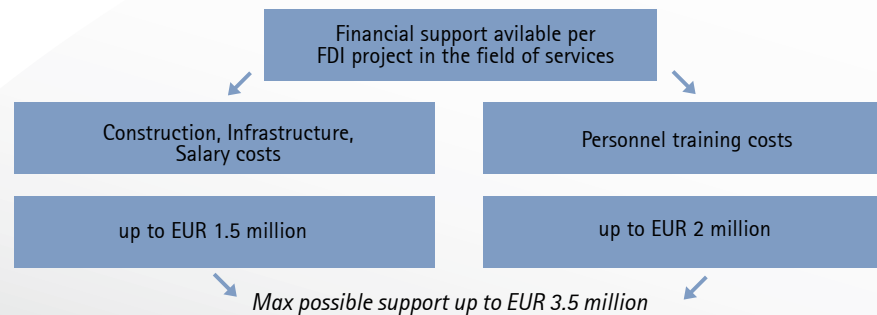 Financial support avilable per
FDI project in the field of services
Construction, Infrastructure,
Salary costs
Personnel training costs
up to EUR 1.5 million
up to EUR 2 million
Max possible support up to EUR 3.5 million